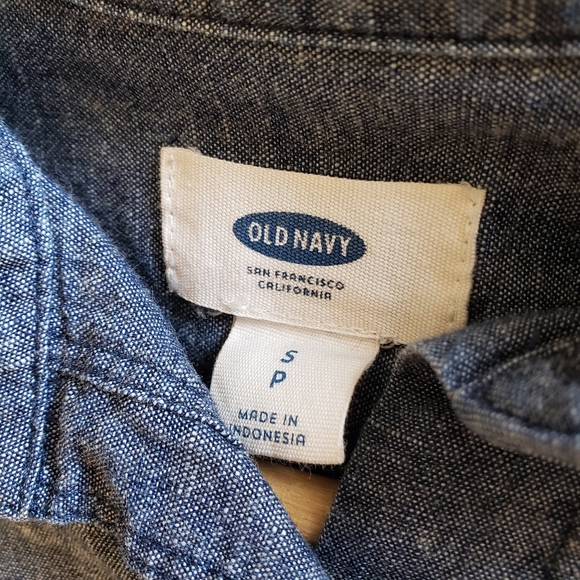 OLD NAVY
SAN FRANCISCO
CALIFORNIA
S
P
MADE IN
INDONESIA